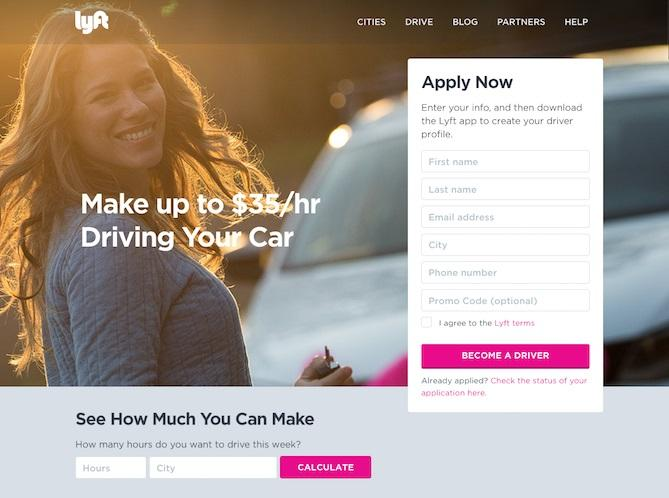 lyft
CITIES DRIVE BLOG PARTNERS HELP
Make up to $35/hr
Driving Your Car
Apply Now
Enter your info, and then download
the Lyft app to create your driver
profile.
First name
Last name
Email address
City
Phone number
Promo Code (optional)
I agree to the Lyft terms
BECOME A DRIVER
Already applied? Check the status of your
application here.
See How Much You Can Make
How many hours do you want to drive this week?
Hours City CALCULATE